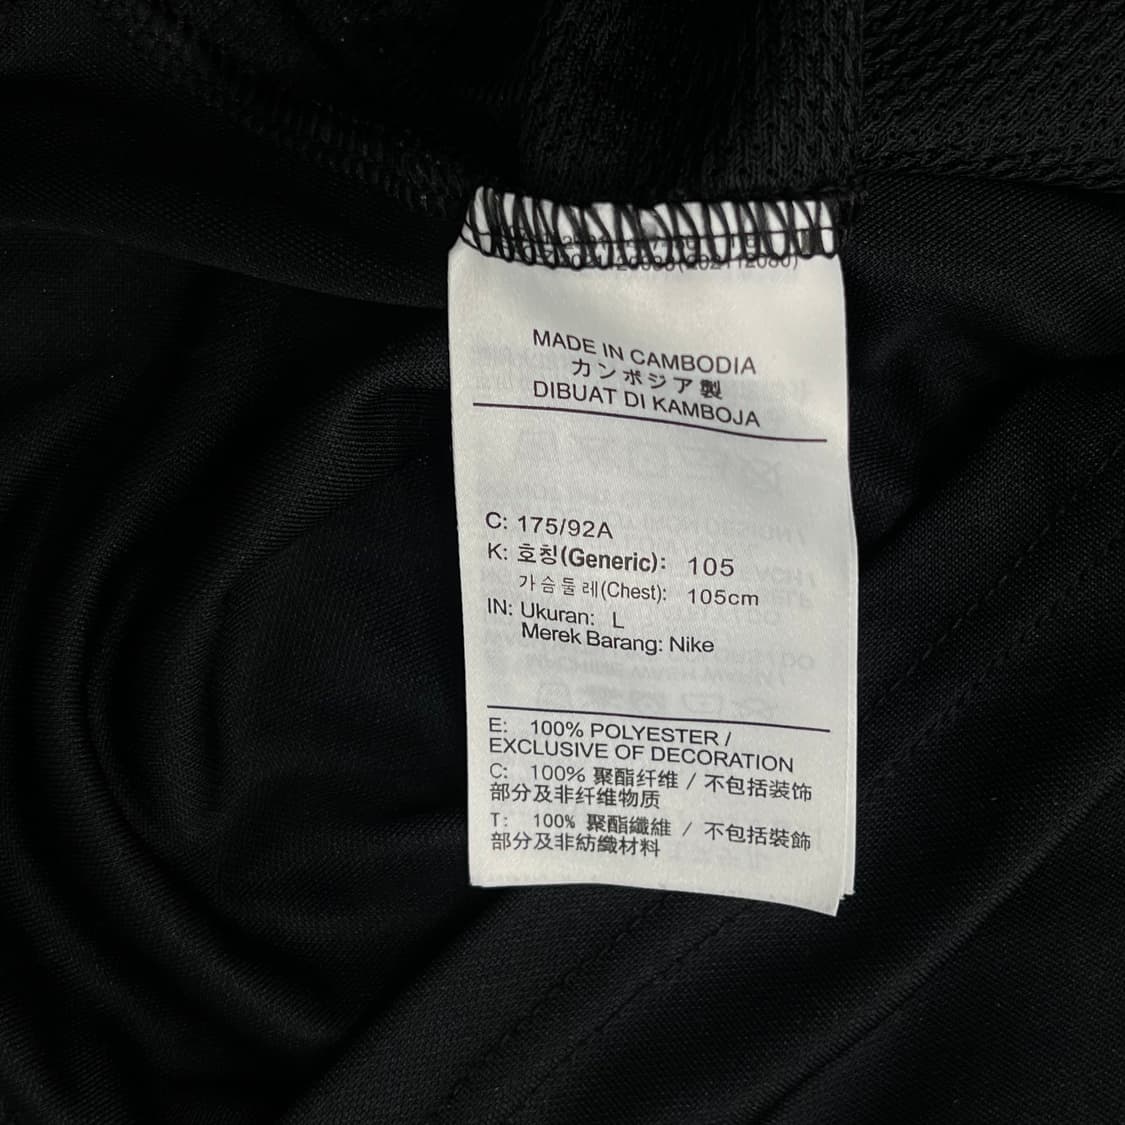 MADE IN CAMBODIA
カンボジア製
DIBUAT DI KAMBOJA
C: 175/92A
K: 호칭(Generic): 105
가슴둘레(Chest): 105cm
IN: Ukuran: L
Merek Barang: Nike
E: 100% POLYESTER /
EXCLUSIVE OF DECORATION
C: 100% 聚酯纤维 / 不包括装饰
部分及非纤维物质
T: 100% 聚酯纖維 / 不包括裝飾
部分及非紡織材料